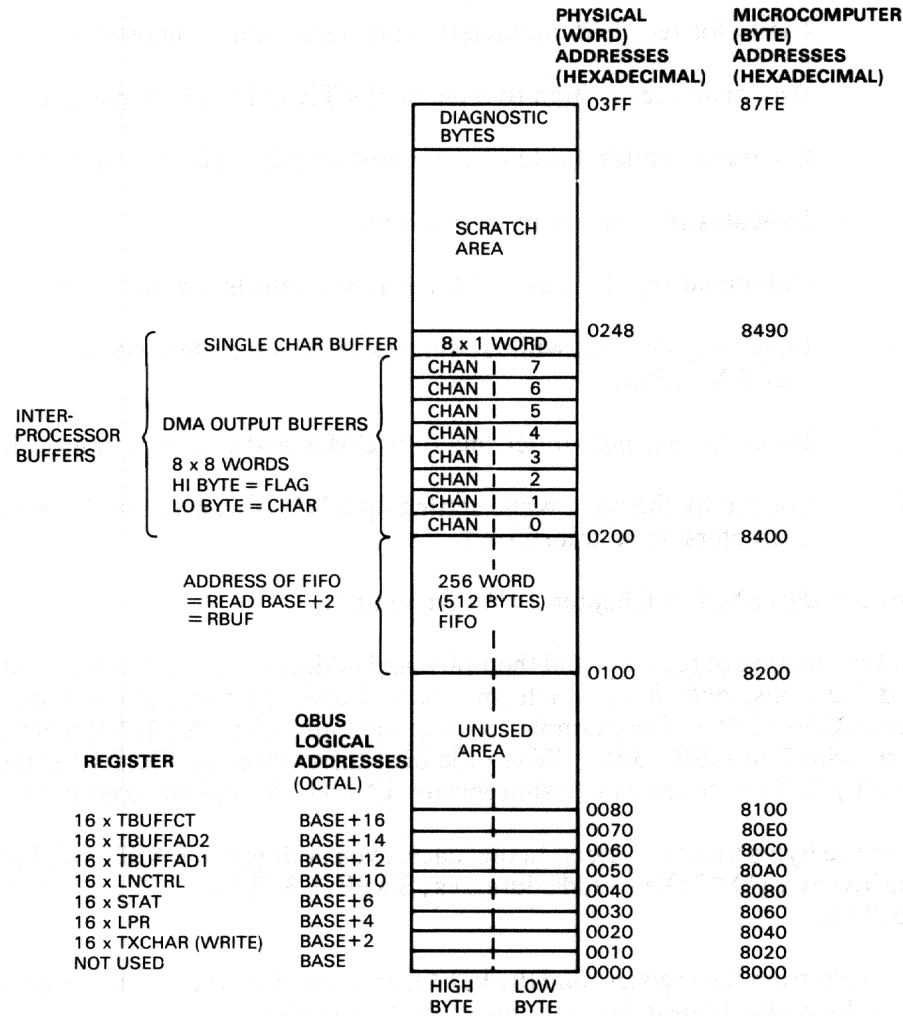 PHYSICAL (WORD) ADDRESSES (HEXADECIMAL)
MICROCOMPUTER (BYTE) ADDRESSES (HEXADECIMAL)
03FF 87FE
DIAGNOSTIC
BYTES
SCRATCH
AREA
0248 8490
SINGLE CHAR BUFFER 8 x 1 WORD
CHAN 7
CHAN 6
CHAN 5
CHAN 4
CHAN 3
CHAN 2
CHAN 1
CHAN 0
INTER-
PROCESSOR
BUFFERS
DMA OUTPUT BUFFERS
8 x 8 WORDS
HI BYTE = FLAG
LO BYTE = CHAR
0200 8400
ADDRESS OF FIFO
= READ BASE+2
= RBUF
256 WORD
(512 BYTES)
FIFO
0100 8200
UNUSED
AREA
REGISTER
QBUS
LOGICAL
ADDRESSES
(OCTAL)
0080 8100
16 x TBUFFCT BASE+16
0070 80E0
16 x TBUFFAD2 BASE+14
0060 80C0
16 x TBUFFAD1 BASE+12
0050 80A0
16 x LNCTRL BASE+10
0040 8080
16 x STAT BASE+6
0030 8060
16 x LPR BASE+4
0020 8040
16 x TXCHAR (WRITE) BASE+2
0010 8020
NOT USED BASE
0000 8000
HIGH
BYTE
LOW
BYTE